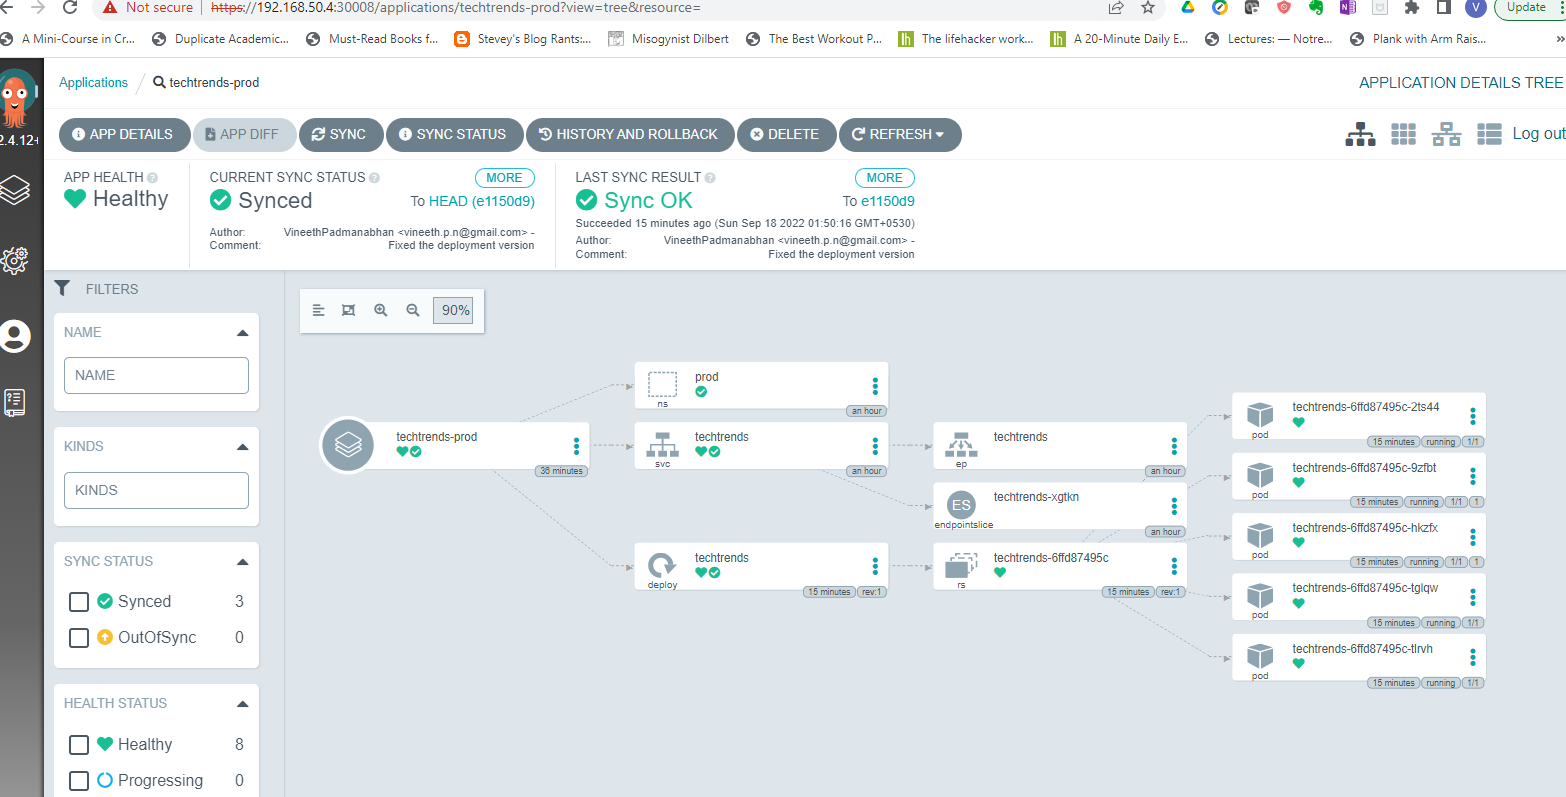 Not secure
https://192.168.50.4:30008/applications/techtrends-prod?view=tree&resource=
V
Update
A Mini-Course in Cr...
Duplicate Academic...
Must-Read Books f...
Stevey's Blog Rants:...
Misogynist Dilbert
The Best Workout P...
The lifehacker work...
A 20-Minute Daily E...
Lectures: — Notre...
Plank with Arm Rais...
»
Applications
techtrends-prod
APPLICATION DETAILS TREE
2.4.12+
APP DETAILS
APP DIFF
SYNC
SYNC STATUS
HISTORY AND ROLLBACK
DELETE
REFRESH
Log out
APP HEALTH
Healthy
CURRENT SYNC STATUS
MORE
Synced
To HEAD (e1150d9)
Author: VineethPadmanabhan <vineeth.p.n@gmail.com> -
Comment: Fixed the deployment version
LAST SYNC RESULT
MORE
Sync OK
To e1150d9
Succeeded 15 minutes ago (Sun Sep 18 2022 01:50:16 GMT+0530)
Author: VineethPadmanabhan <vineeth.p.n@gmail.com> -
Comment: Fixed the deployment version
FILTERS
NAME
NAME
KINDS
KINDS
SYNC STATUS
Synced 3
OutOfSync 0
HEALTH STATUS
Healthy 8
Progressing 0
90%
techtrends-prod
36 minutes
prod
ns
an hour
techtrends
svc
an hour
techtrends
deploy
15 minutes rev:1
techtrends
ep
an hour
ES
techtrends-xgtkn
endpointslice
an hour
techtrends-6ffd87495c
rs
15 minutes rev:1
techtrends-6ffd87495c-2ts44
pod
15 minutes running 1/1
techtrends-6ffd87495c-9zfbt
pod
15 minutes running 1/1 1
techtrends-6ffd87495c-hkzfx
pod
15 minutes running 1/1 1
techtrends-6ffd87495c-tglqw
pod
15 minutes running 1/1
techtrends-6ffd87495c-tlrvh
pod
15 minutes running 1/1